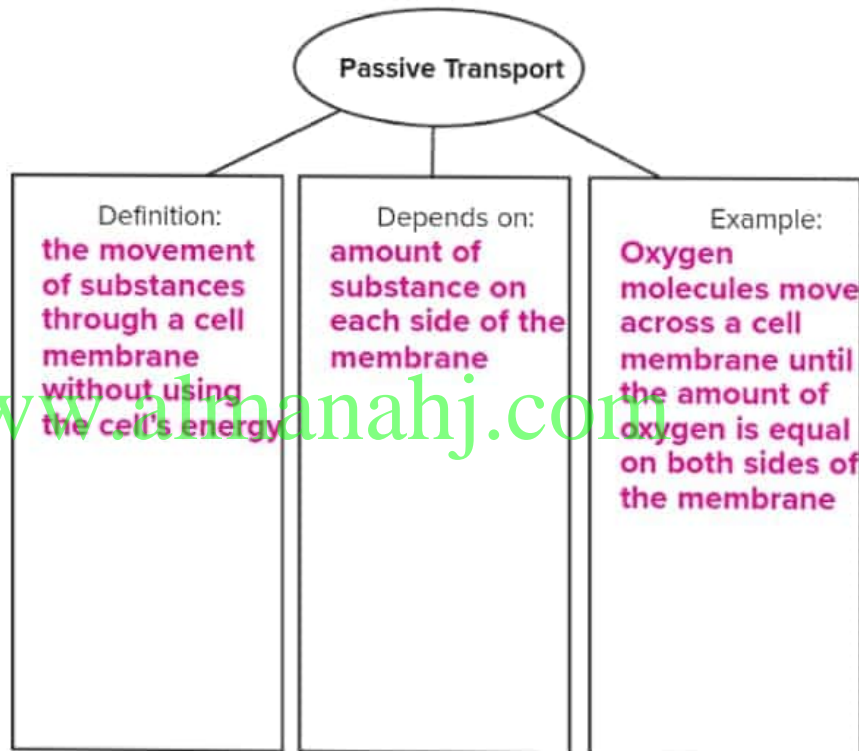 Passive Transport
Definition:
the movement
of substances
through a cell
membrane
without using
the cell's energy
Depends on:
amount of
substance on
each side of the
membrane
Example:
Oxygen
molecules move
across a cell
membrane until
the amount of
oxygen is equal
on both sides of
the membrane
ww.almanahj.com